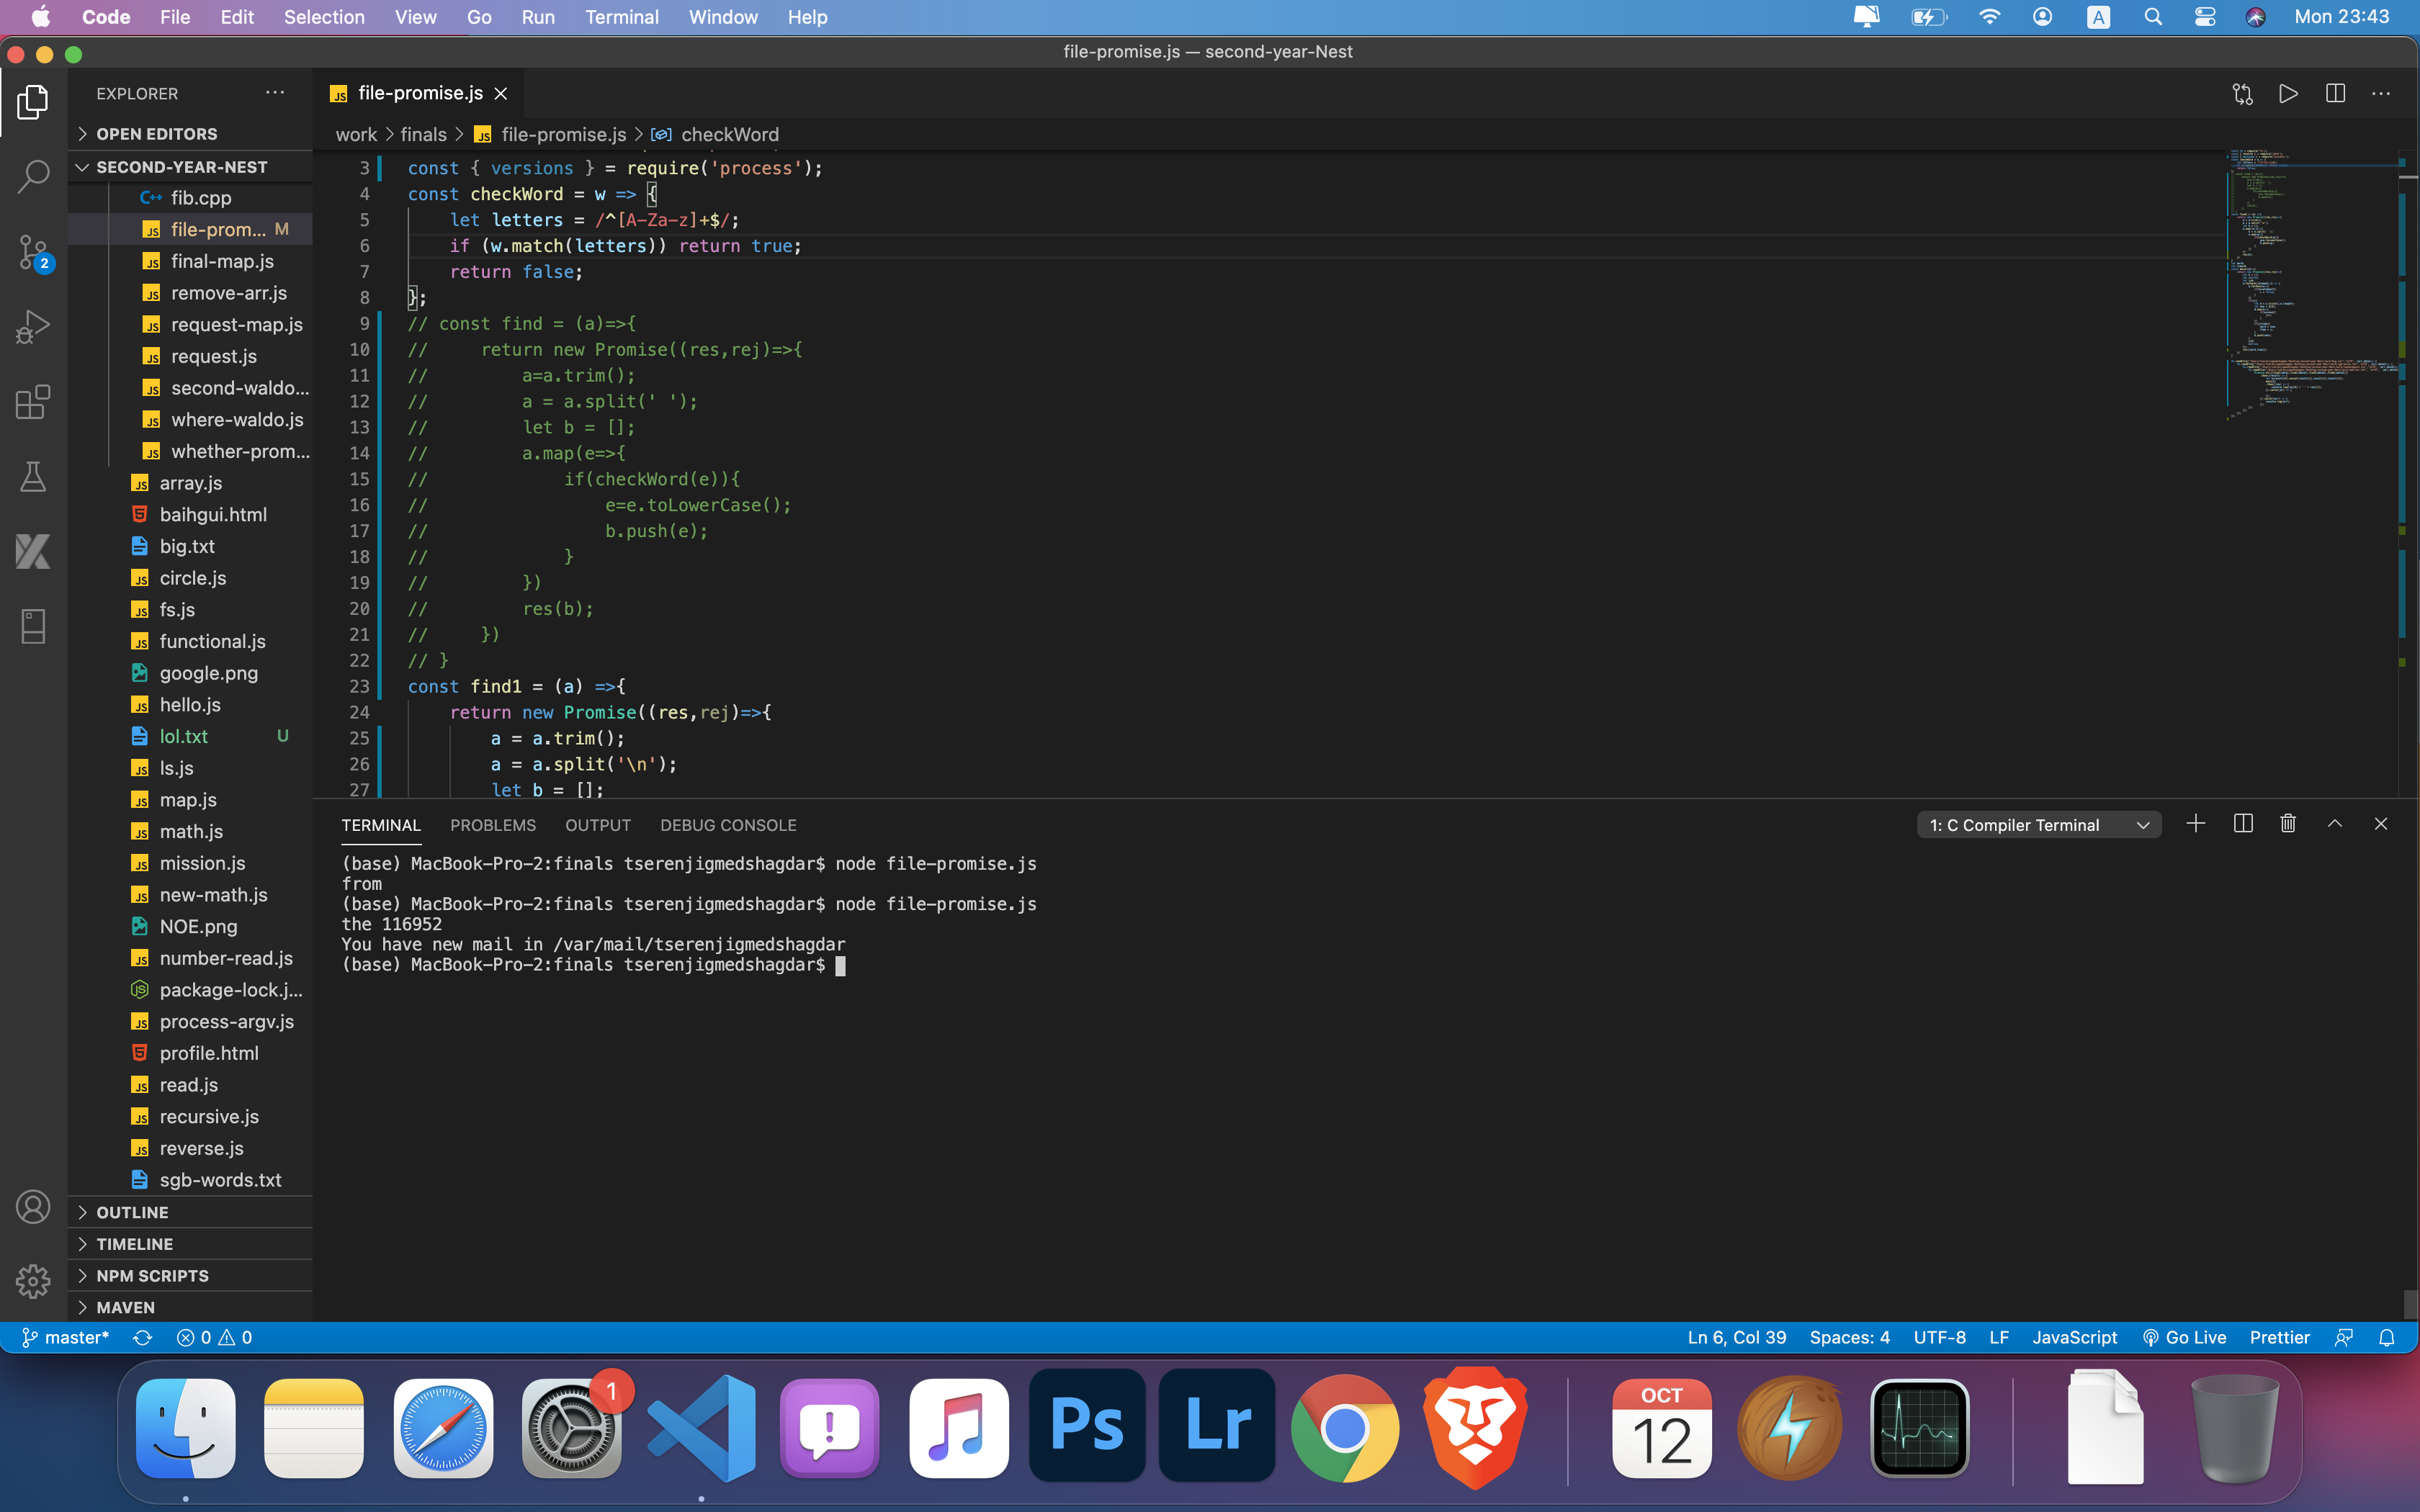 Code File Edit Selection View Go Run Terminal Window Help A Mon 23:43
file-promise.js — second-year-Nest
EXPLORER ···
OPEN EDITORS
SECOND-YEAR-NEST
fib.cpp
file-prom... M
final-map.js
remove-arr.js
request-map.js
request.js
second-waldo...
where-waldo.js
whether-prom...
array.js
baihgui.html
big.txt
circle.js
fs.js
functional.js
google.png
hello.js
lol.txt U
ls.js
map.js
math.js
mission.js
new-math.js
NOE.png
number-read.js
package-lock.j...
process-argv.js
profile.html
read.js
recursive.js
reverse.js
sgb-words.txt
OUTLINE
TIMELINE
NPM SCRIPTS
MAVEN
2
JS file-promise.js
work > finals > JS file-promise.js > checkWord
3 const { versions } = require('process');
4 const checkWord = w => {
5 let letters = /^[A-Za-z]+$/;
6 if (w.match(letters)) return true;
7 return false;
8 };
9 // const find = (a)=>{
10 // return new Promise((res,rej)=>{
11 // a=a.trim();
12 // a = a.split(' ');
13 // let b = [];
14 // a.map(e=>{
15 // if(checkWord(e)){
16 // e=e.toLowerCase();
17 // b.push(e);
18 // }
19 // })
20 // res(b);
21 // })
22 // }
23 const find1 = (a) =>{
24 return new Promise((res,rej)=>{
25 a = a.trim();
26 a = a.split('\n');
27 let b = [];
TERMINAL PROBLEMS OUTPUT DEBUG CONSOLE 1: C Compiler Terminal
(base) MacBook-Pro-2:finals tserenjigmedshagdar$ node file-promise.js
from
(base) MacBook-Pro-2:finals tserenjigmedshagdar$ node file-promise.js
the 116952
You have new mail in /var/mail/tserenjigmedshagdar
(base) MacBook-Pro-2:finals tserenjigmedshagdar$
master* 0 0 Ln 6, Col 39 Spaces: 4 UTF-8 LF JavaScript Go Live Prettier
1
Ps
Lr
OCT
12